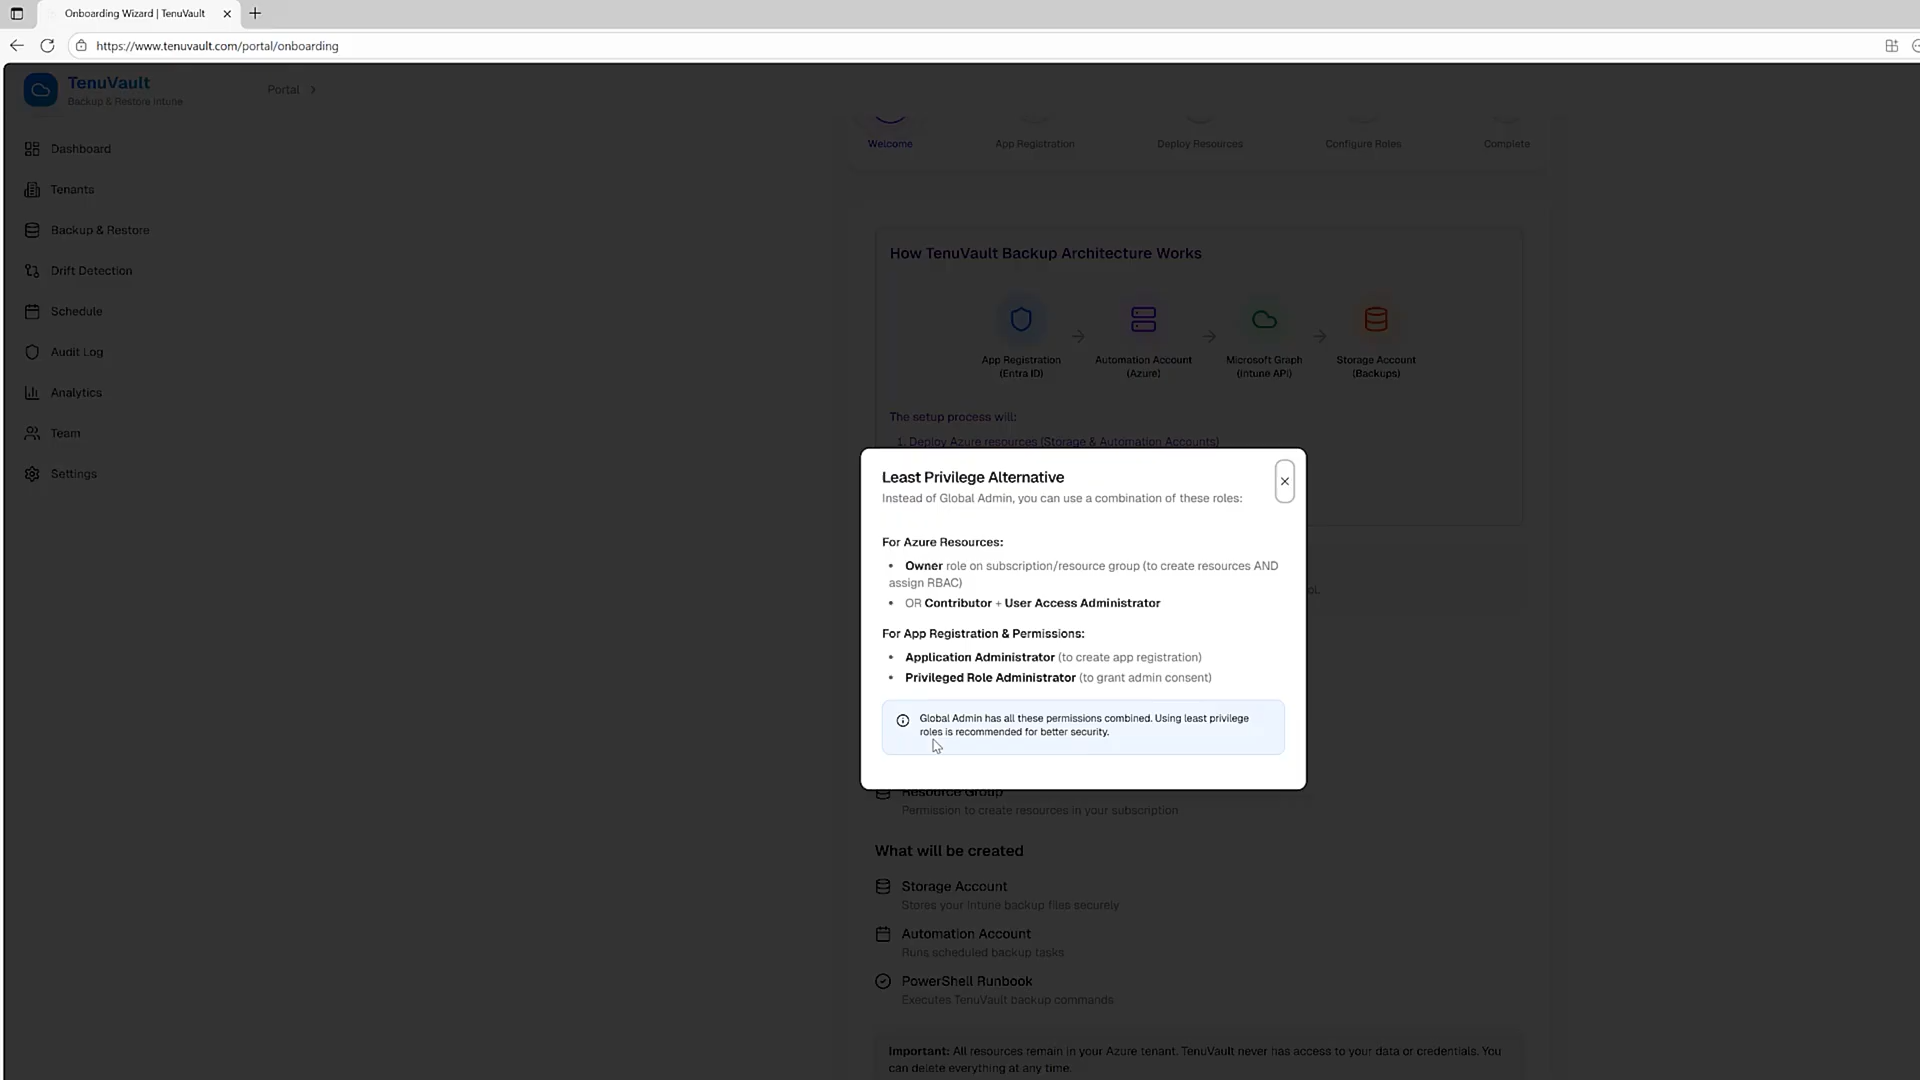 Onboarding Wizard | TenuVault
https://www.tenuvault.com/portal/onboarding
TenuVault
Backup & Restore Intune
Portal
Dashboard
Tenants
Backup & Restore
Drift Detection
Schedule
Audit Log
Analytics
Team
Settings
Welcome
App Registration
Deploy Resources
Configure Roles
Complete
How TenuVault Backup Architecture Works
App Registration
(Entra ID)
Automation Account
(Azure)
Microsoft Graph
(Intune API)
Storage Account
(Backups)
The setup process will:
1. Deploy Azure resources (Storage & Automation Accounts)
Least Privilege Alternative
Instead of Global Admin, you can use a combination of these roles:
For Azure Resources:
• Owner role on subscription/resource group (to create resources AND
assign RBAC)
• OR Contributor + User Access Administrator
For App Registration & Permissions:
• Application Administrator (to create app registration)
• Privileged Role Administrator (to grant admin consent)
Global Admin has all these permissions combined. Using least privilege
roles is recommended for better security.
Resource Group
Permission to create resources in your subscription
What will be created
Storage Account
Stores your Intune backup files securely
Automation Account
Runs scheduled backup tasks
PowerShell Runbook
Executes TenuVault backup commands
Important: All resources remain in your Azure tenant. TenuVault never has access to your data or credentials. You
can delete everything at any time.